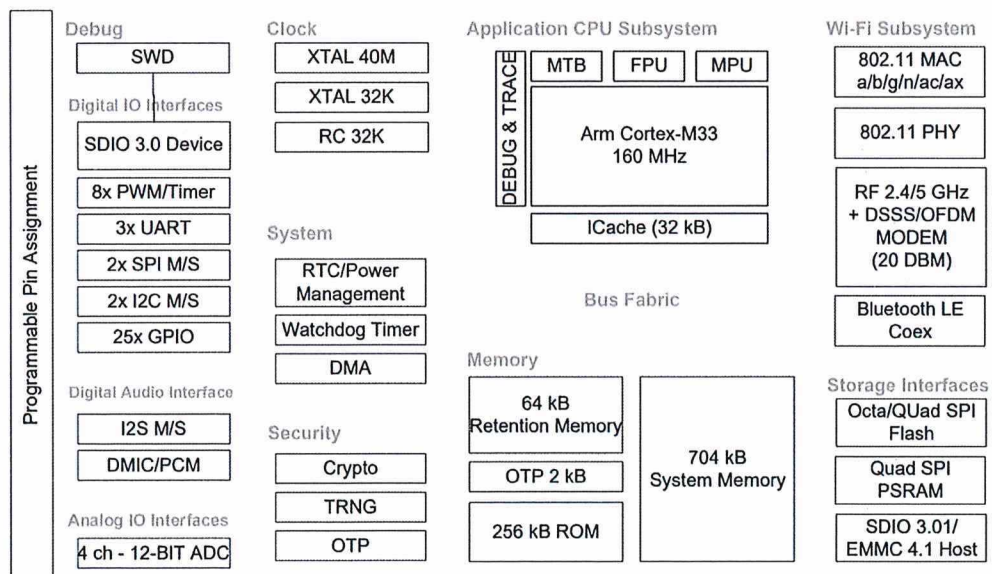 Programmable Pin Assignment
Debug
SWD
Digital IO Interfaces
SDIO 3.0 Device
8x PWM/Timer
3x UART
2x SPI M/S
2x I2C M/S
25x GPIO
Digital Audio Interface
I2S M/S
DMIC/PCM
Analog IO Interfaces
4 ch - 12-BIT ADC
Clock
XTAL 40M
XTAL 32K
RC 32K
System
RTC/Power
Management
Watchdog Timer
DMA
Security
Crypto
TRNG
OTP
Application CPU Subsystem
DEBUG & TRACE
MTB
FPU
MPU
Arm Cortex-M33
160 MHz
ICache (32 kB)
Bus Fabric
Memory
64 kB
Retention Memory
OTP 2 kB
256 kB ROM
704 kB
System Memory
Wi-Fi Subsystem
802.11 MAC
a/b/g/n/ac/ax
802.11 PHY
RF 2.4/5 GHz
+ DSSS/OFDM
MODEM
(20 DBM)
Bluetooth LE
Coex
Storage Interfaces
Octa/QUad SPI
Flash
Quad SPI
PSRAM
SDIO 3.01/
EMMC 4.1 Host